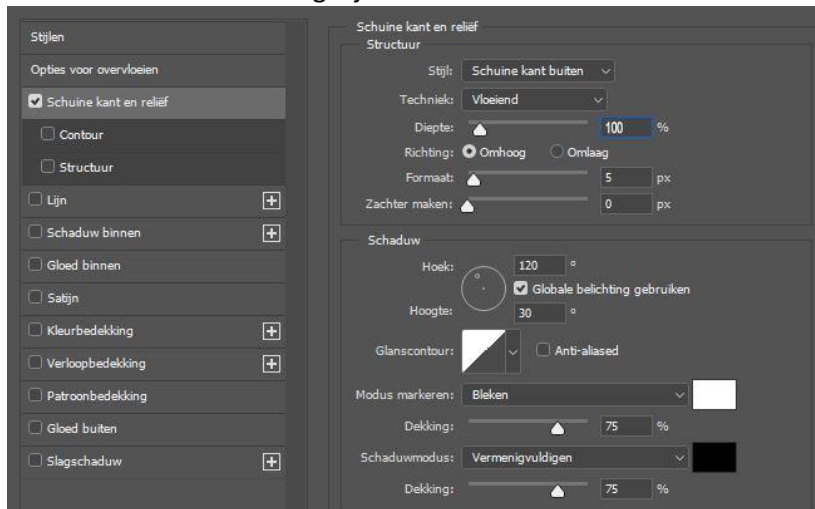 Stijlen
Opties voor overvloeien
Schuine kant en reliëf
Contour
Structuur
Lijn
Schaduw binnen
Gloed binnen
Satijn
Kleurbedekking
Verloopbedekking
Patroonbedekking
Gloed buiten
Slagschaduw
Schuine kant en reliëf
Structuur
Stijl: Schuine kant buiten
Techniek: Vloeiend
Diepte: 100 %
Richting: Omhoog Omlaag
Formaat: 5 px
Zachter maken: 0 px
Schaduw
Hoek: 120 °
Globale belichting gebruiken
Hoogte: 30 °
Glanscontour: Anti-aliased
Modus markeren: Bleken
Dekking: 75 %
Schaduwmodus: Vermenigvuldigen
Dekking: 75 %